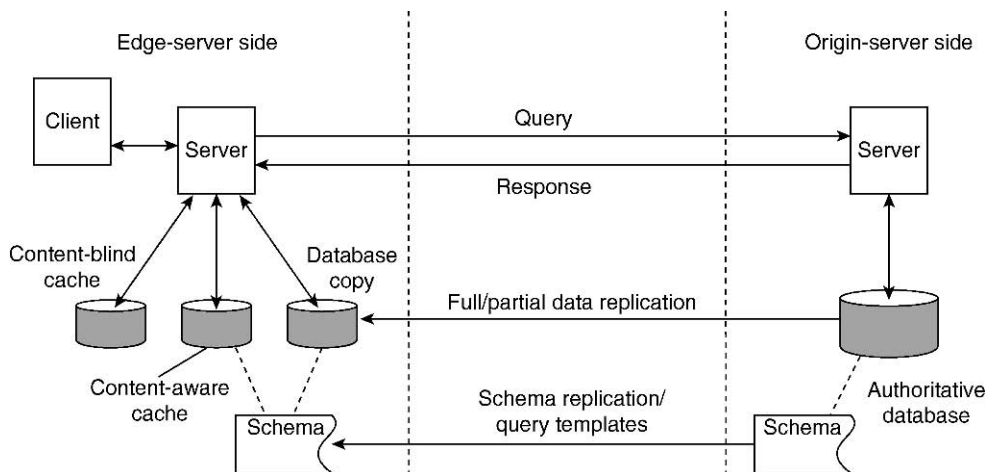 Edge-server side
Origin-server side
Client
Server
Query
Server
Response
Content-blind
cache
Database
copy
Full/partial data replication
Content-aware
cache
Authoritative
database
Schema replication/
query templates
Schema
Schema